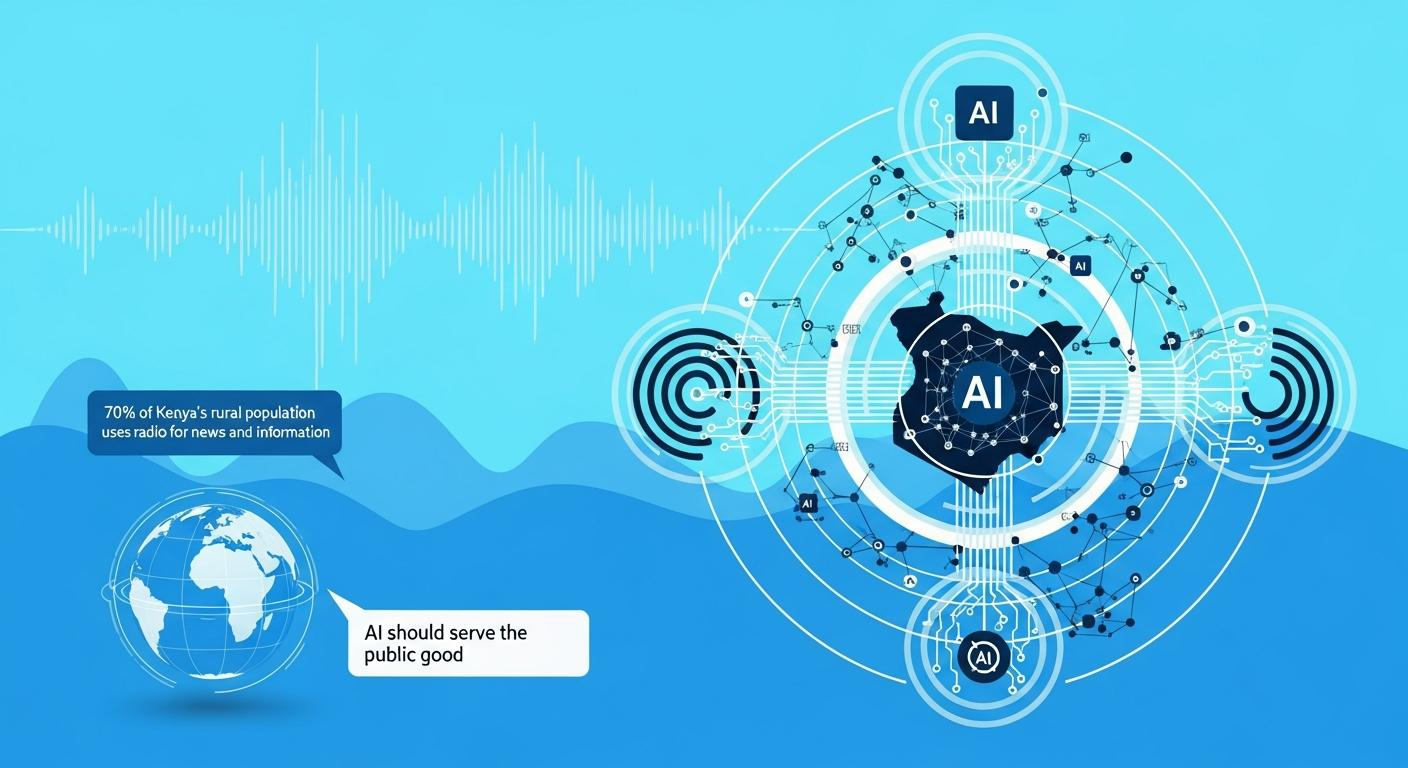 AI
AI
AI
70% of Kenya's rural population
uses radio for news and information
AI
AI should serve the
public good
AI